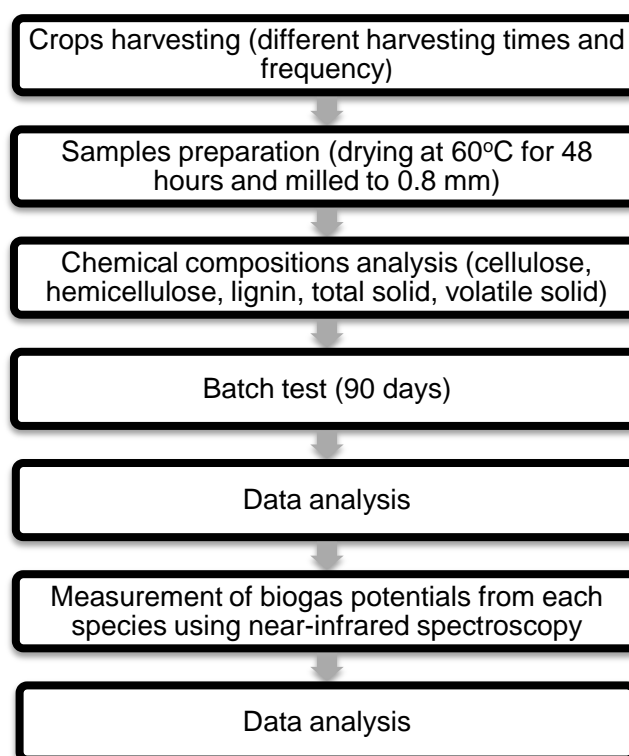 Crops harvesting (different harvesting times and
frequency)
Samples preparation (drying at 60°C for 48
hours and milled to 0.8 mm)
Chemical compositions analysis (cellulose,
hemicellulose, lignin, total solid, volatile solid)
Batch test (90 days)
Data analysis
Measurement of biogas potentials from each
species using near-infrared spectroscopy
Data analysis